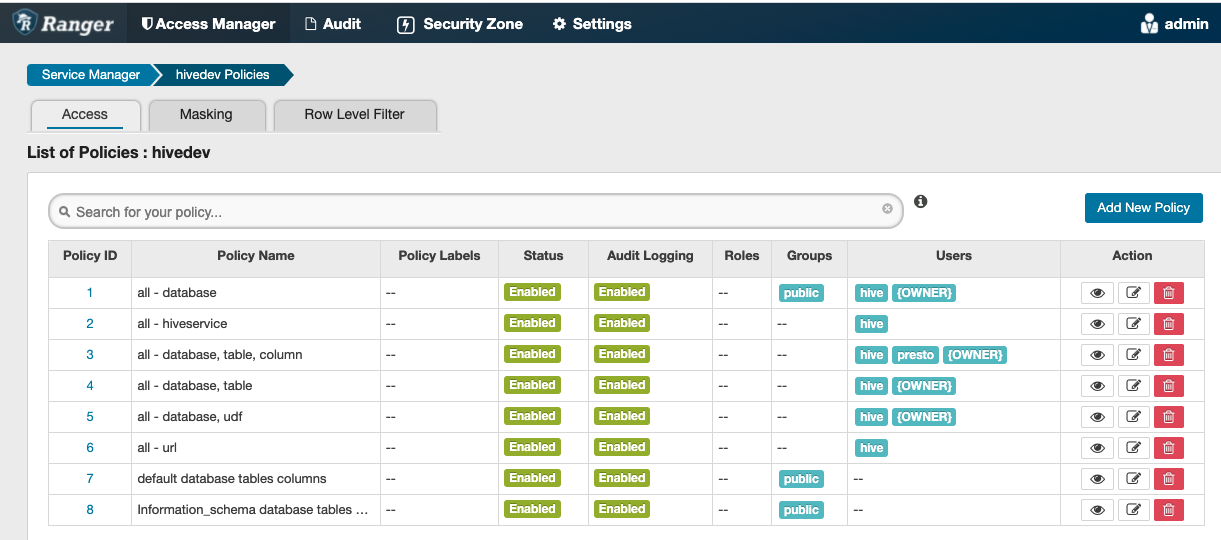 Ranger Access Manager Audit Security Zone Settings admin
Service Manager hivedev Policies
Access Masking Row Level Filter
List of Policies : hivedev
Search for your policy... Add New Policy
Policy ID Policy Name Policy Labels Status Audit Logging Roles Groups Users Action
1 all - database -- Enabled Enabled -- public hive {OWNER}
2 all - hiveservice -- Enabled Enabled -- -- hive
3 all - database, table, column -- Enabled Enabled -- -- hive presto {OWNER}
4 all - database, table -- Enabled Enabled -- -- hive {OWNER}
5 all - database, udf -- Enabled Enabled -- -- hive {OWNER}
6 all - url -- Enabled Enabled -- -- hive
7 default database tables columns -- Enabled Enabled -- public --
8 Information_schema database tables ... -- Enabled Enabled -- public --